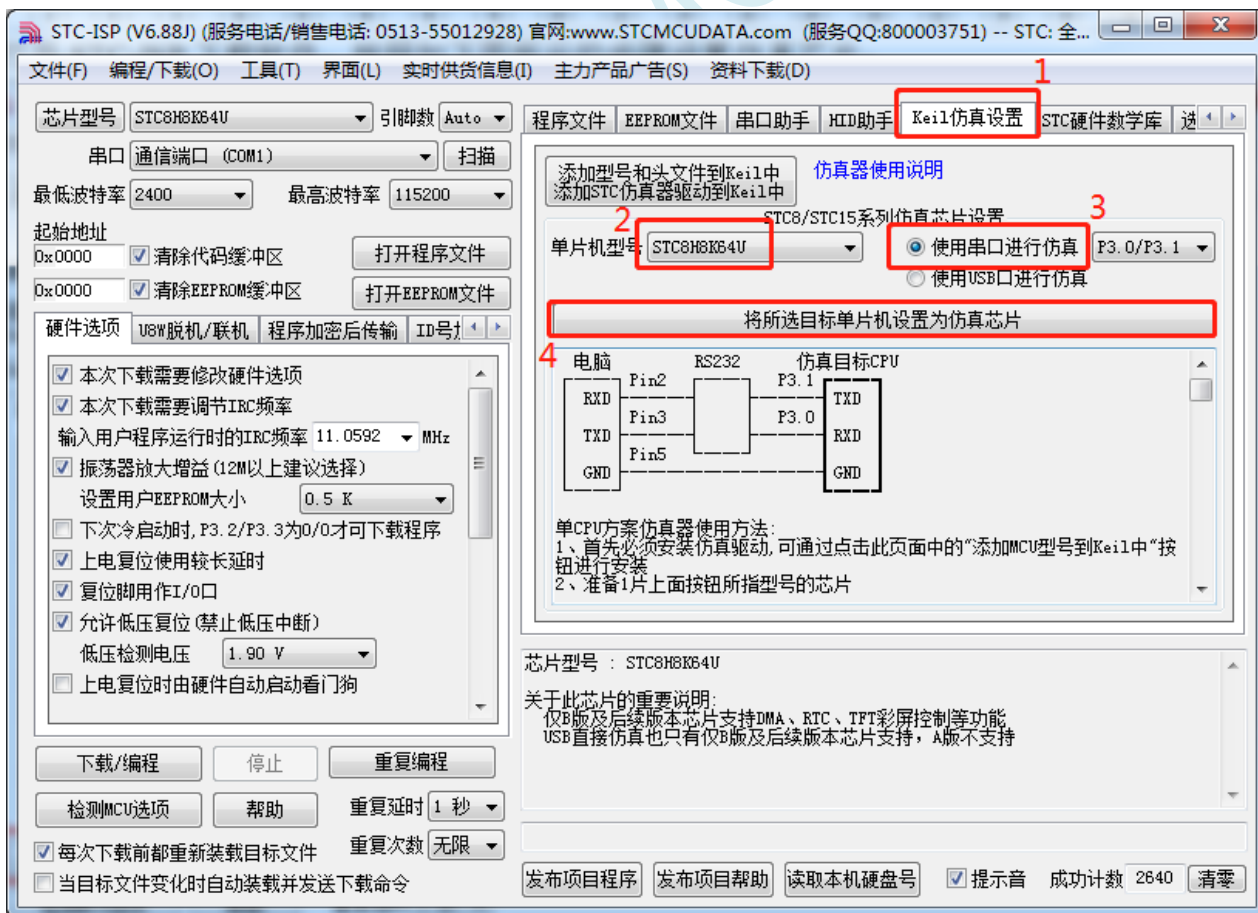 STC-ISP (V6.88J) (服务电话/销售电话: 0513-55012928) 官网:www.STCMCUDATA.com (服务QQ:800003751) -- STC: 全...
文件(F) 编程/下载(O) 工具(T) 界面(L) 实时供货信息(I) 主力产品广告(S) 资料下载(D)
1
芯片型号 STC8H8K64U 引脚数 Auto
串口 通信端口 (COM1) 扫描
最低波特率 2400 最高波特率 115200
起始地址
0x0000 清除代码缓冲区 打开程序文件
0x0000 清除EEPROM缓冲区 打开EEPROM文件
硬件选项 U8W脱机/联机 程序加密后传输 ID号
本次下载需要修改硬件选项
本次下载需要调节IRC频率
输入用户程序运行时的IRC频率 11.0592 MHz
振荡器放大增益(12M以上建议选择)
设置用户EEPROM大小 0.5 K
下次冷启动时,P3.2/P3.3为0/0才可下载程序
上电复位使用较长延时
复位脚用作I/O口
允许低压复位(禁止低压中断)
低压检测电压 1.90 V
上电复位时由硬件自动启动看门狗
下载/编程 停止 重复编程
检测MCU选项 帮助 重复延时 1 秒
每次下载前都重新装载目标文件 重复次数 无限
当目标文件变化时自动装载并发送下载命令
程序文件 EEPROM文件 串口助手 HID助手 Keil仿真设置 STC硬件数学库 选
添加型号和头文件到Keil中 仿真器使用说明
添加STC仿真器驱动到Keil中
2 STC8/STC15系列仿真芯片设置 3
单片机型号 STC8H8K64U 使用串口进行仿真 P3.0/P3.1
使用USB口进行仿真
将所选目标单片机设置为仿真芯片
4
电脑 RS232 仿真目标CPU
Pin2 P3.1
RXD TXD
Pin3 P3.0
TXD RXD
Pin5
GND GND
单CPU方案仿真器使用方法:
1、首先必须安装仿真驱动,可通过点击此页面中的“添加MCU型号到Keil中“按
钮进行安装
2、准备1片上面按钮所指型号的芯片
芯片型号 : STC8H8K64U
关于此芯片的重要说明:
仅B版及后续版本芯片支持DMA、RTC、TFT彩屏控制等功能
USB直接仿真也只有仅B版及后续版本芯片支持，A版不支持
发布项目程序 发布项目帮助 读取本机硬盘号 提示音 成功计数 2640 清零